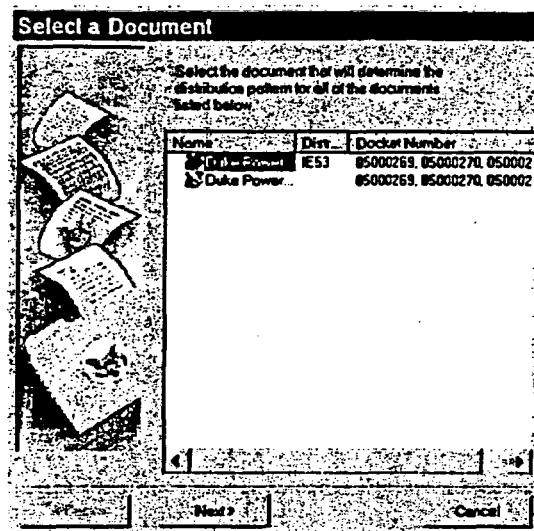 Select a Document
Select the document that will determine the
distribution pattern for all of the documents
listed below.
Name Dist... Docket Number
Duke Power... IE53 05000269, 05000270, 050002
Duke Power... 05000269, 05000270, 050002
Next > Cancel